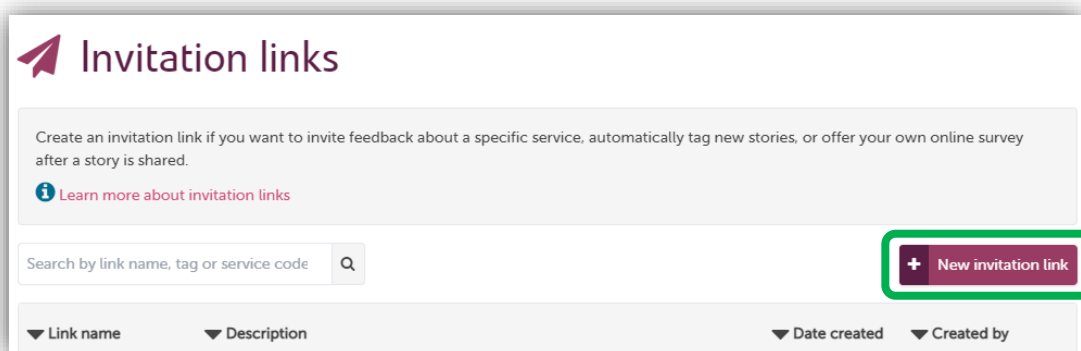 Invitation links
Create an invitation link if you want to invite feedback about a specific service, automatically tag new stories, or offer your own online survey
after a story is shared.
Learn more about invitation links
Search by link name, tag or service code
+ New invitation link
Link name Description Date created Created by